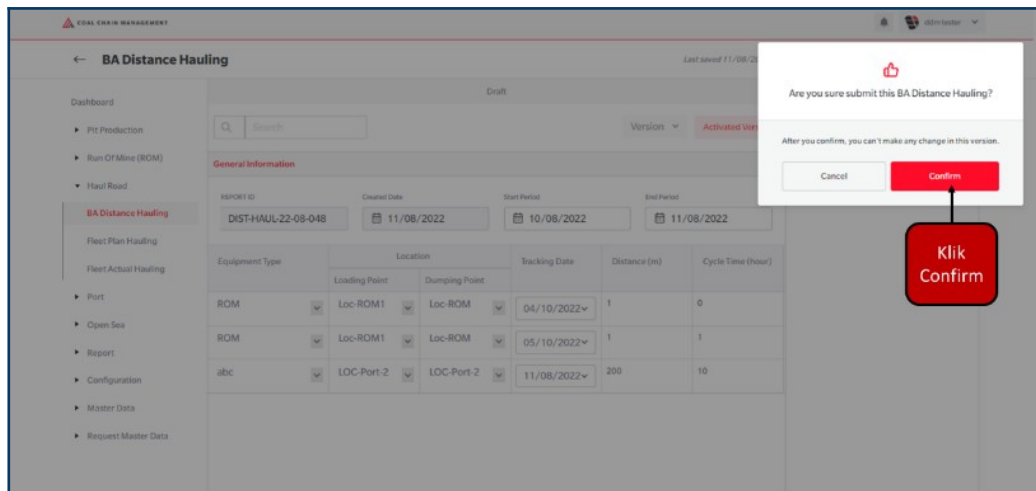 COAL CHAIN MANAGEMENT
ddm tester
BA Distance Hauling
Last saved 11/08/
Dashboard
Pit Production
Run Of Mine (ROM)
Haul Road
BA Distance Hauling
Fleet Plan Hauling
Fleet Actual Hauling
Port
Open Sea
Report
Configuration
Master Data
Request Master Data
Draft
Search
Version
Activated Ver
General Information
REPORT ID
Created Date
Start Period
End Period
DIST-HAUL-22-08-048
11/08/2022
10/08/2022
11/08/2022
Equipment Type
Location
Tracking Date
Distance (m)
Cycle Time (hour)
Loading Point
Dumping Point
ROM Loc-ROM1 Loc-ROM 04/10/2022 1 0
ROM Loc-ROM1 Loc-ROM 05/10/2022 1 1
abc LOC-Port-2 LOC-Port-2 11/08/2022 200 10
Are you sure submit this BA Distance Hauling?
After you confirm, you can't make any change in this version.
Cancel
Confirm
Klik
Confirm